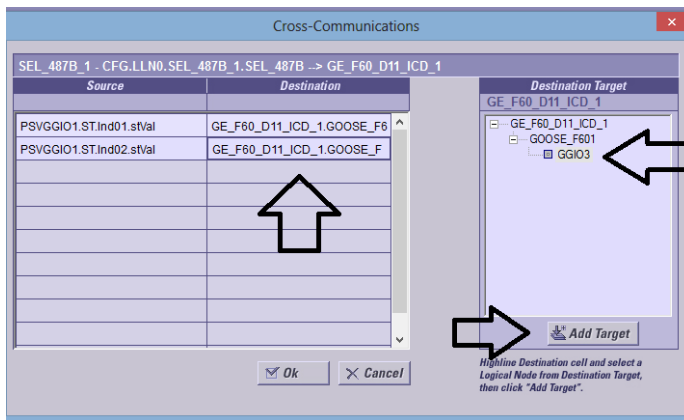 Cross-Communications
SEL_487B_1 - CFG.LLN0.SEL_487B_1.SEL_487B --> GE_F60_D11_ICD_1
Source Destination
PSVGGIO1.ST.Ind01.stVal GE_F60_D11_ICD_1.GOOSE_F6
PSVGGIO1.ST.Ind02.stVal GE_F60_D11_ICD_1.GOOSE_F
Destination Target
GE_F60_D11_ICD_1
GE_F60_D11_ICD_1
GOOSE_F601
GGIO3
Add Target
Ok Cancel
Highline Destination cell and select a
Logical Node from Destination Target,
then click "Add Target".